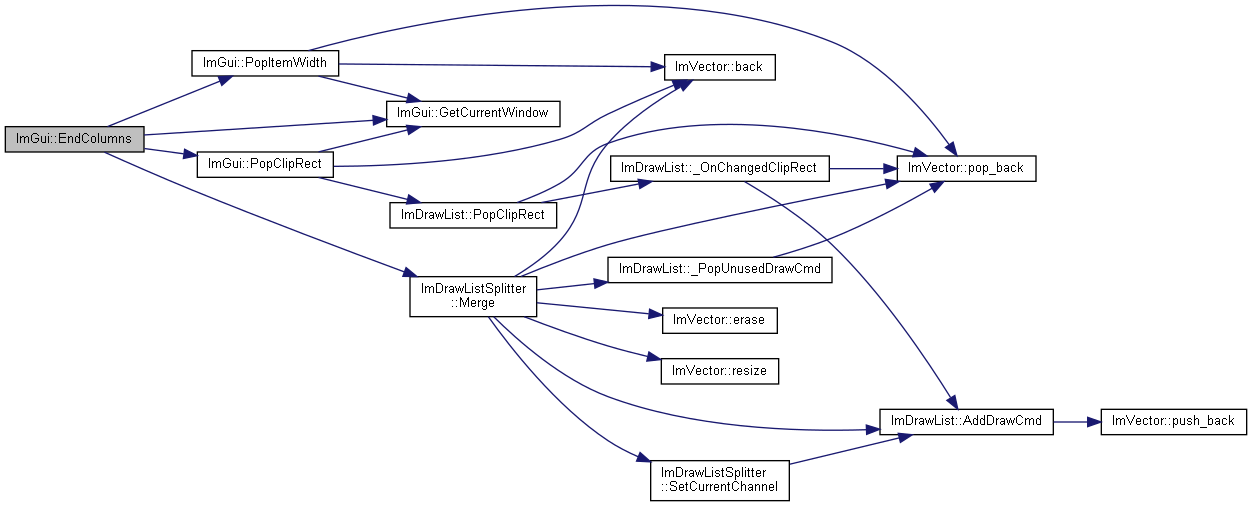 ImGui::EndColumns
ImGui::PopItemWidth
ImGui::GetCurrentWindow
ImGui::PopClipRect
ImDrawList::PopClipRect
ImDrawListSplitter
::Merge
ImVector::back
ImDrawList::_OnChangedClipRect
ImVector::pop_back
ImDrawList::_PopUnusedDrawCmd
ImVector::erase
ImVector::resize
ImDrawList::AddDrawCmd
ImVector::push_back
ImDrawListSplitter
::SetCurrentChannel